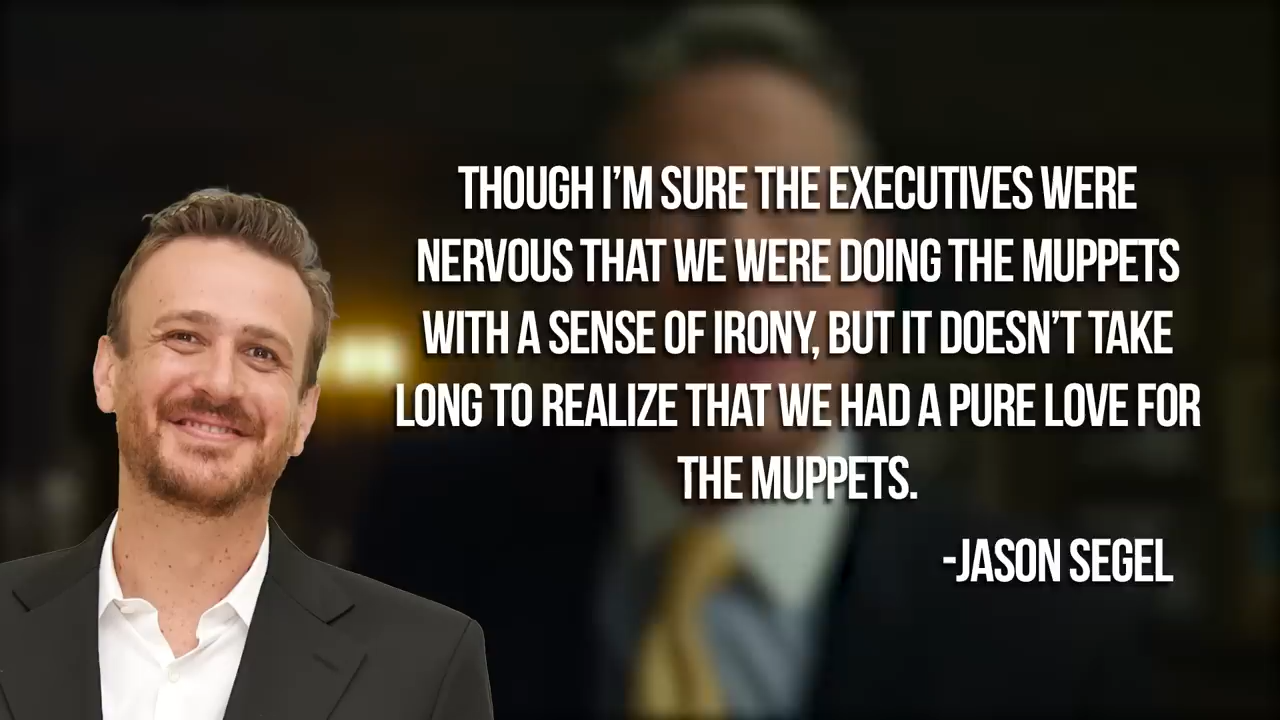 THOUGH I'M SURE THE EXECUTIVES WERE
NERVOUS THAT WE WERE DOING THE MUPPETS
WITH A SENSE OF IRONY, BUT IT DOESN'T TAKE
LONG TO REALIZE THAT WE HAD A PURE LOVE FOR
THE MUPPETS.
-JASON SEGEL